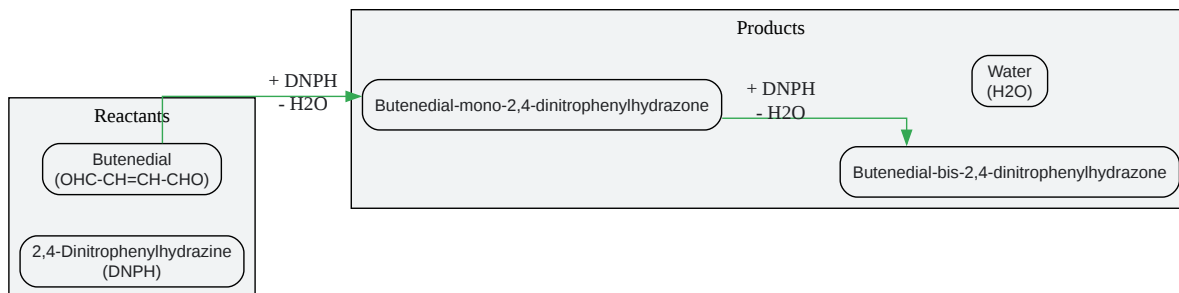 Products
+ DNPH
- H2O
Butenedial-mono-2,4-dinitrophenylhydrazone
+ DNPH
- H2O
Water
(H2O)
Reactants
Butenedial
(OHC-CH=CH-CHO)
Butenedial-bis-2,4-dinitrophenylhydrazone
2,4-Dinitrophenylhydrazine
(DNPH)